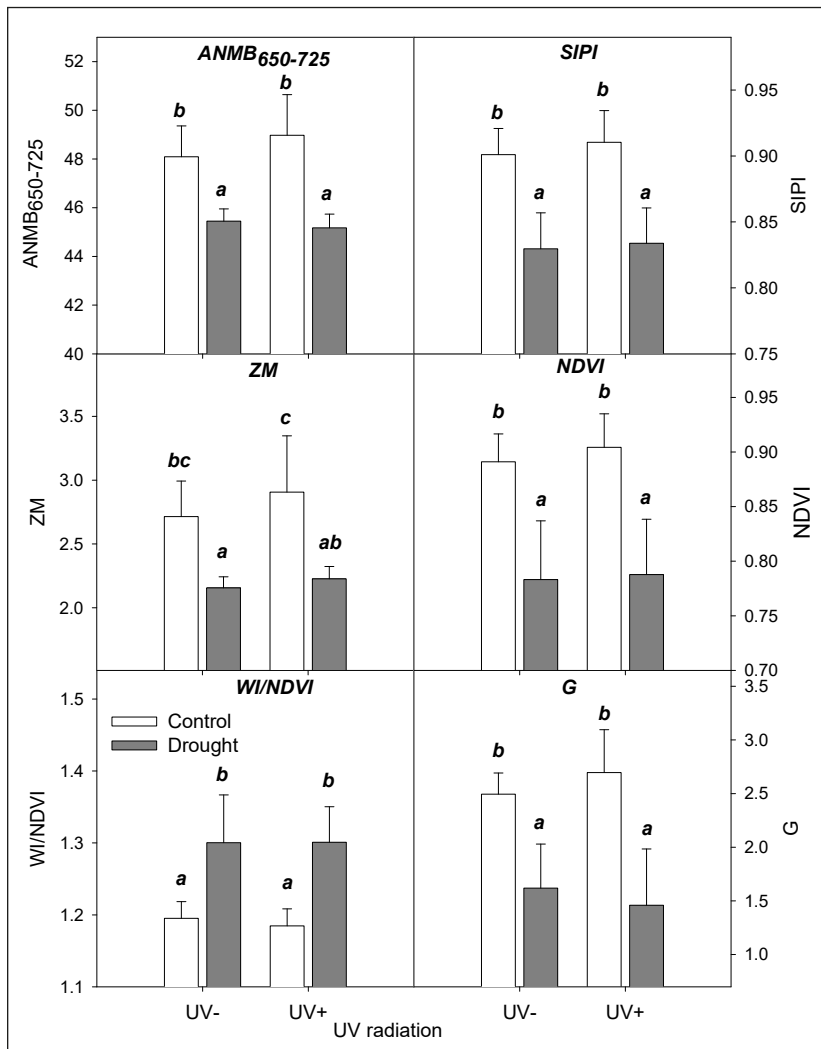 ANMB650-725
SIPI
52
50
48
46
44
42
40
ANMB650-725
b
a
b
a
b
a
b
a
0.95
0.90
0.85
0.80
0.75
SIPI
ZM
NDVI
3.5
3.0
2.5
2.0
ZM
bc
a
c
ab
b
a
b
a
0.95
0.90
0.85
0.80
0.75
0.70
NDVI
WI/NDVI
G
1.5
1.4
1.3
1.2
1.1
WI/NDVI
Control
Drought
a
b
a
b
b
a
b
a
3.5
3.0
2.5
2.0
1.5
1.0
G
UV-
UV+
UV-
UV+
UV radiation